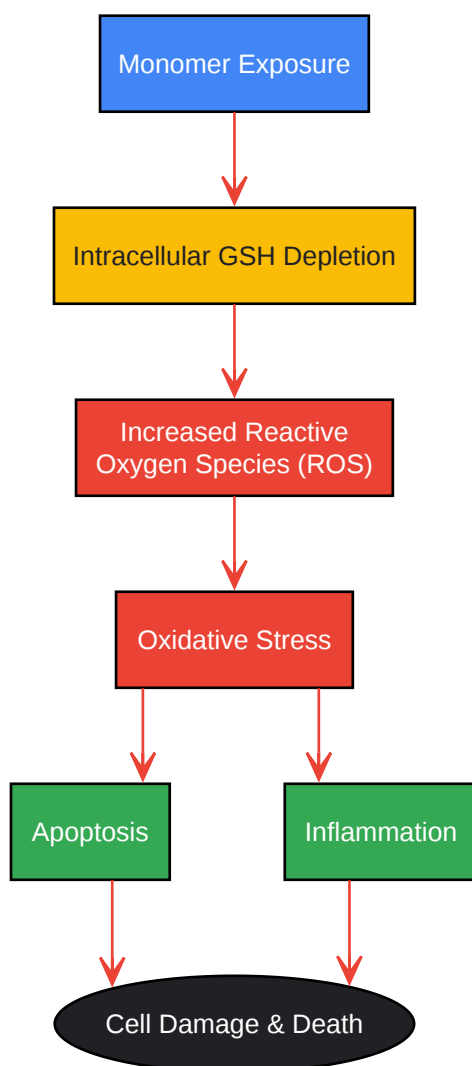 Monomer Exposure
Intracellular GSH Depletion
Increased Reactive
Oxygen Species (ROS)
Oxidative Stress
Apoptosis
Inflammation
Cell Damage & Death